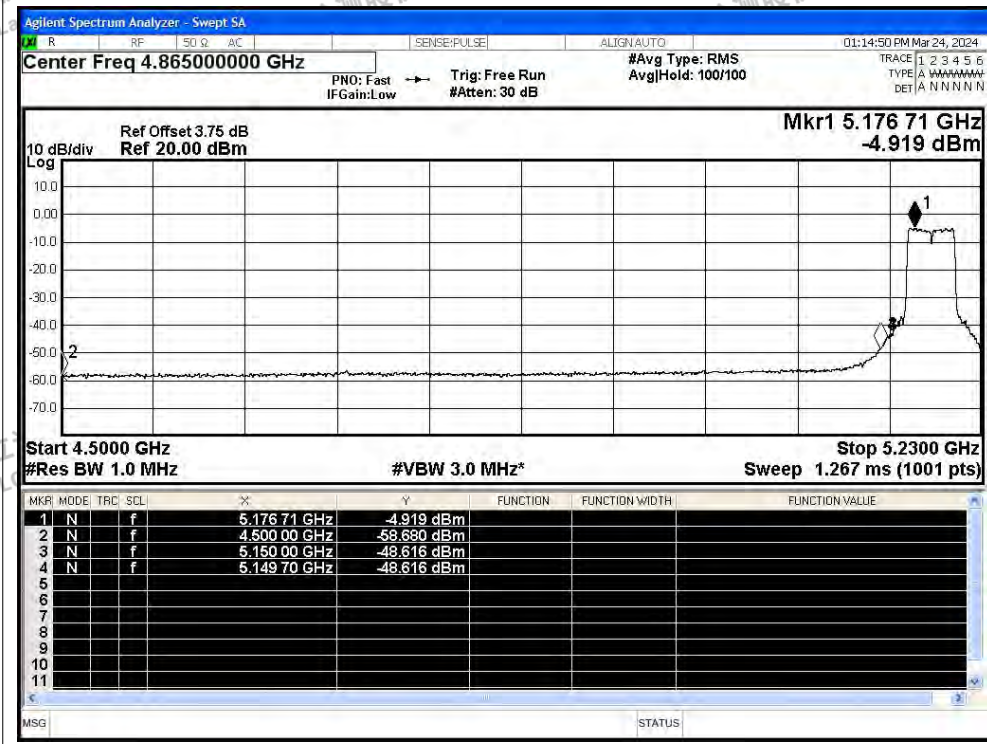 Agilent Spectrum Analyzer - Swept SA
R RF 50 Ω AC SENSE:PULSE ALIGN AUTO 01:14:50 PM Mar 24, 2024
Center Freq 4.865000000 GHz #Avg Type: RMS TRACE 1 2 3 4 5 6
PNO: Fast Trig: Free Run Avg|Hold: 100/100 TYPE A WWWWW
IFGain:Low #Atten: 30 dB DET A N N N N N
Mkr1 5.176 71 GHz
Ref Offset 3.75 dB
10 dB/div Ref 20.00 dBm -4.919 dBm
Log
10.0
1
0.00
-10.0
-20.0
-30.0
-40.0
3
-50.0 2
-60.0
-70.0
Start 4.5000 GHz Stop 5.2300 GHz
#Res BW 1.0 MHz #VBW 3.0 MHz* Sweep 1.267 ms (1001 pts)
MKR MODE TRC SCL X Y FUNCTION FUNCTION WIDTH FUNCTION VALUE
1 N f 5.176 71 GHz -4.919 dBm
2 N f 4.500 00 GHz -58.680 dBm
3 N f 5.150 00 GHz -48.616 dBm
4 N f 5.149 70 GHz -48.616 dBm
5
6
7
8
9
10
11
MSG STATUS